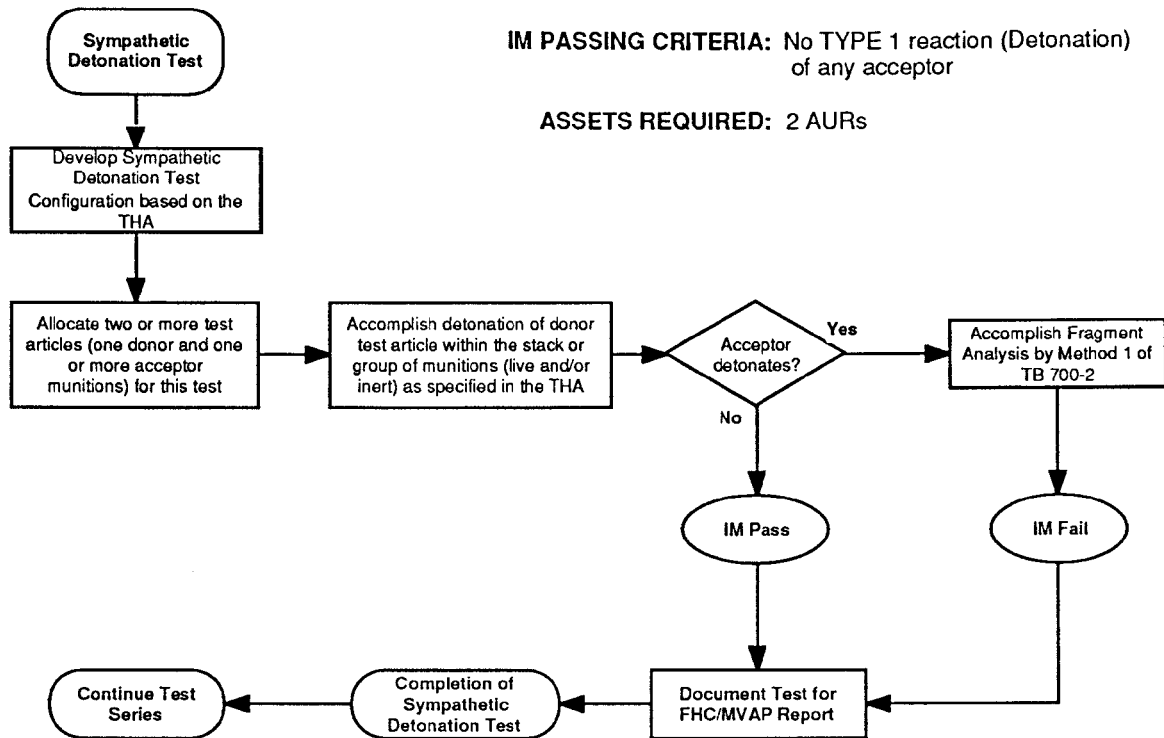 Sympathetic
Detonation Test
IM PASSING CRITERIA: No TYPE 1 reaction (Detonation)
of any acceptor
ASSETS REQUIRED: 2 AURs
Develop Sympathetic
Detonation Test
Configuration based on the
THA
Allocate two or more test
articles (one donor and one
or more acceptor
munitions) for this test
Accomplish detonation of donor
test article within the stack or
group of munitions (live and/or
inert) as specified in the THA
Acceptor
detonates?
Yes
No
Accomplish Fragment
Analysis by Method 1 of
TB 700-2
IM Pass
IM Fail
Continue Test
Series
Completion of
Sympathetic
Detonation Test
Document Test for
FHC/MVAP Report